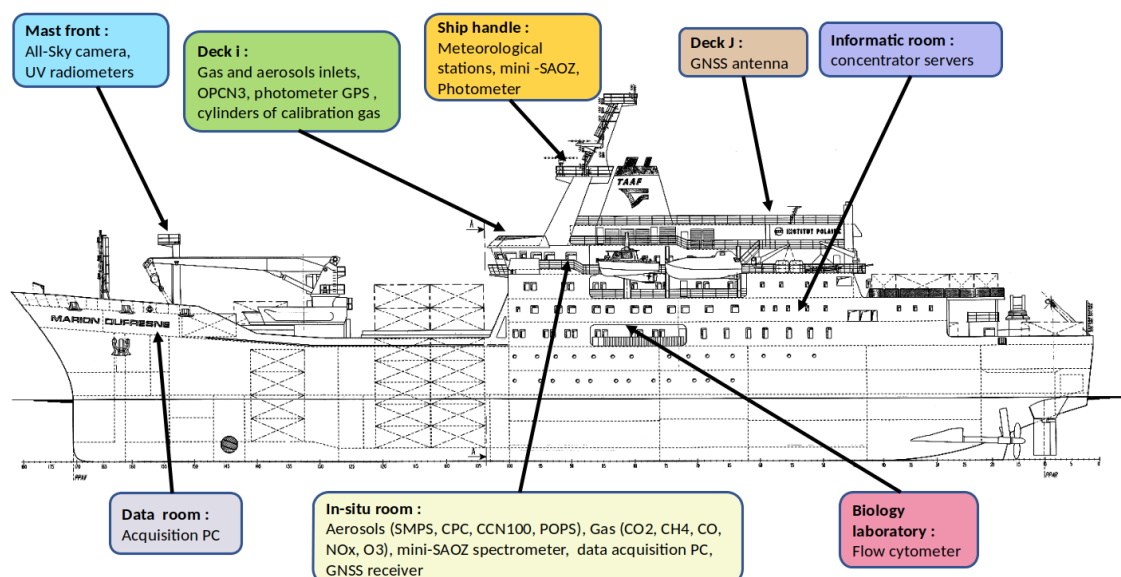 Mast front :
All-Sky camera,
UV radiometers
Deck i :
Gas and aerosols inlets,
OPCN3, photometer GPS ,
cylinders of calibration gas
Ship handle :
Meteorological
stations, mini -SAOZ,
Photometer
Deck J :
GNSS antenna
Informatic room :
concentrator servers
TAAF
INSTITUT POLAIRE
A
MARION DUFRESNE
A
Data room :
Acquisition PC
In-situ room :
Aerosols (SMPS, CPC, CCN100, POPS), Gas (CO2, CH4, CO,
NOx, O3), mini-SAOZ spectrometer, data acquisition PC,
GNSS receiver
Biology
laboratory :
Flow cytometer